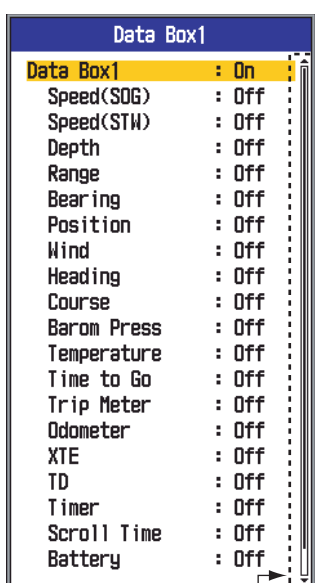 Data Box1
Data Box1 : On
Speed(SOG) : Off
Speed(STW) : Off
Depth : Off
Range : Off
Bearing : Off
Position : Off
Wind : Off
Heading : Off
Course : Off
Barom Press : Off
Temperature : Off
Time to Go : Off
Trip Meter : Off
Odometer : Off
XTE : Off
TD : Off
Timer : Off
Scroll Time : Off
Battery : Off